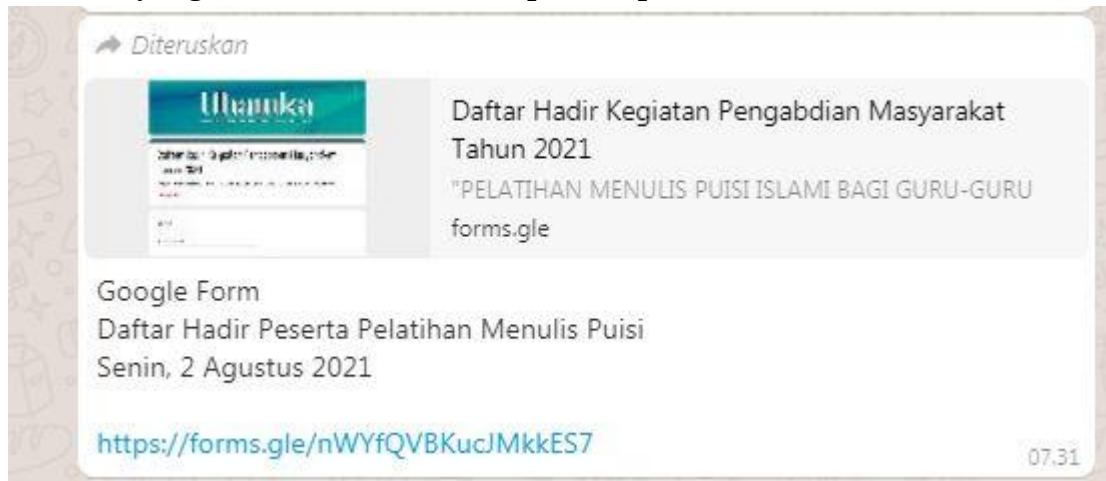 Diteruskan
Uhamka
Daftar Hadir Kegiatan Pengabdian Masyarakat
Tahun 2021
"PELATIHAN MENULIS PUISI ISLAMI BAGI GURU-GURU
forms.gle
Google Form
Daftar Hadir Peserta Pelatihan Menulis Puisi
Senin, 2 Agustus 2021
https://forms.gle/nWYfQVBKucJMkkES7
07.31